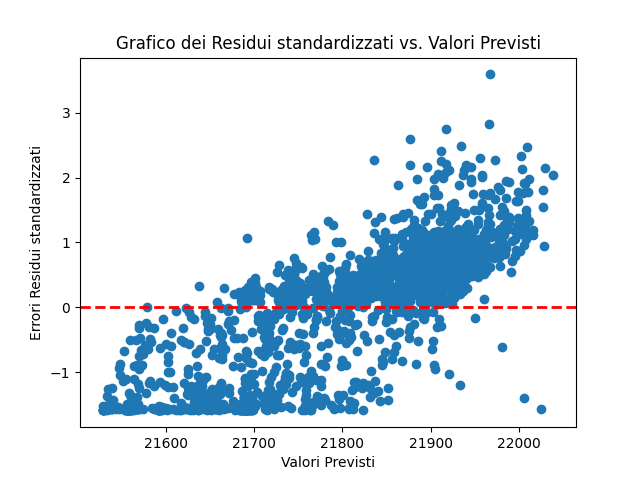 Grafico dei Residui standardizzati vs. Valori Previsti
Errori Residui standardizzati
3
2
1
0
−1
21600 21700 21800 21900 22000
Valori Previsti